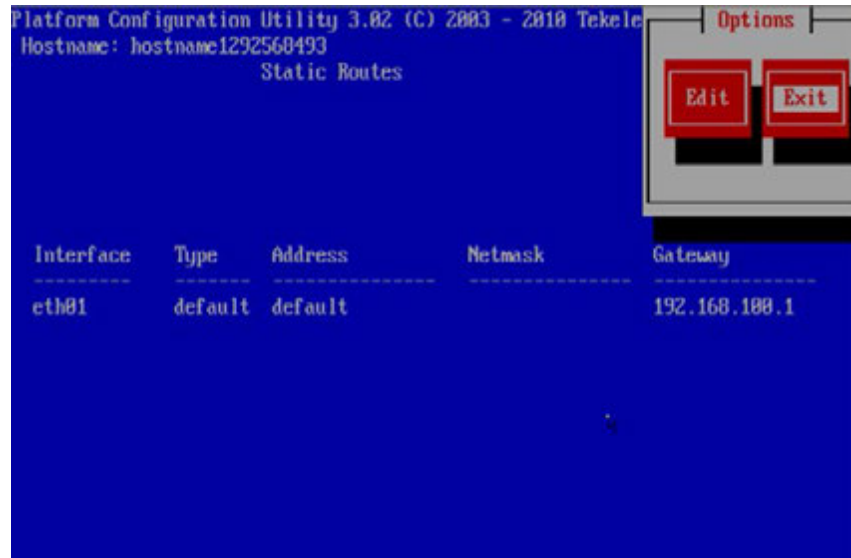 Platform Configuration Utility 3.02 (C) 2003 - 2010 Tekele
Options
Hostname: hostname1292560493
Static Routes
Edit
Exit
Interface Type Address Netmask Gateway
--------- ------- --------------- --------------- ---------------
eth01 default default 192.168.100.1